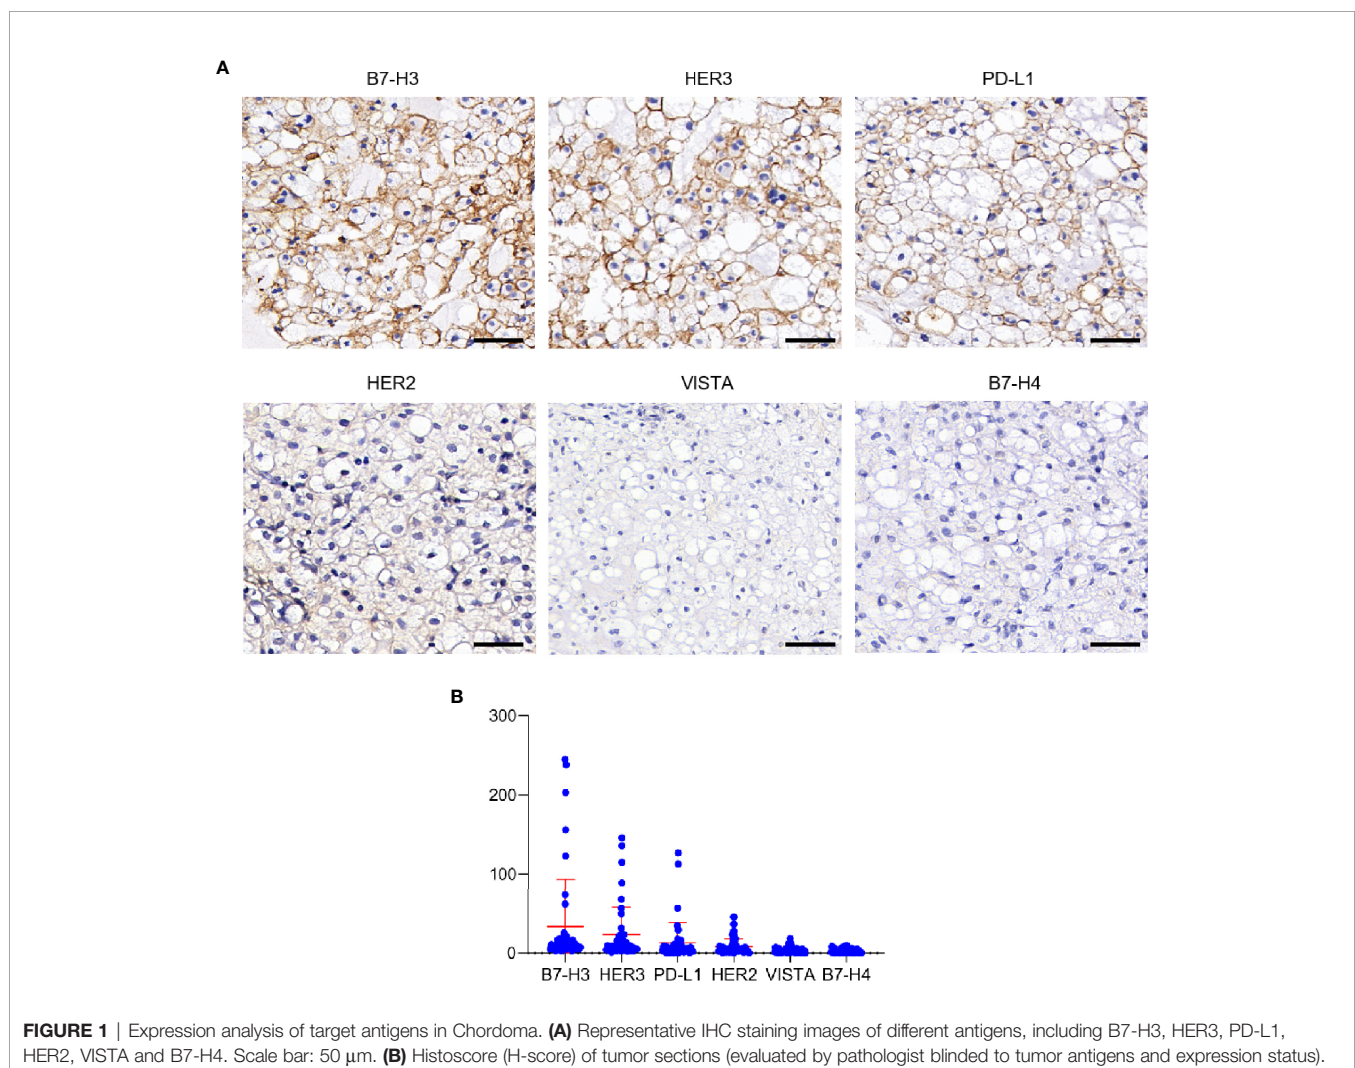 A
B7-H3 HER3 PD-L1
HER2 VISTA B7-H4
B
300
200
100
0
B7-H3 HER3 PD-L1 HER2 VISTA B7-H4
FIGURE 1 | Expression analysis of target antigens in Chordoma. (A) Representative IHC staining images of different antigens, including B7-H3, HER3, PD-L1,
HER2, VISTA and B7-H4. Scale bar: 50 μm. (B) Histoscore (H-score) of tumor sections (evaluated by pathologist blinded to tumor antigens and expression status).